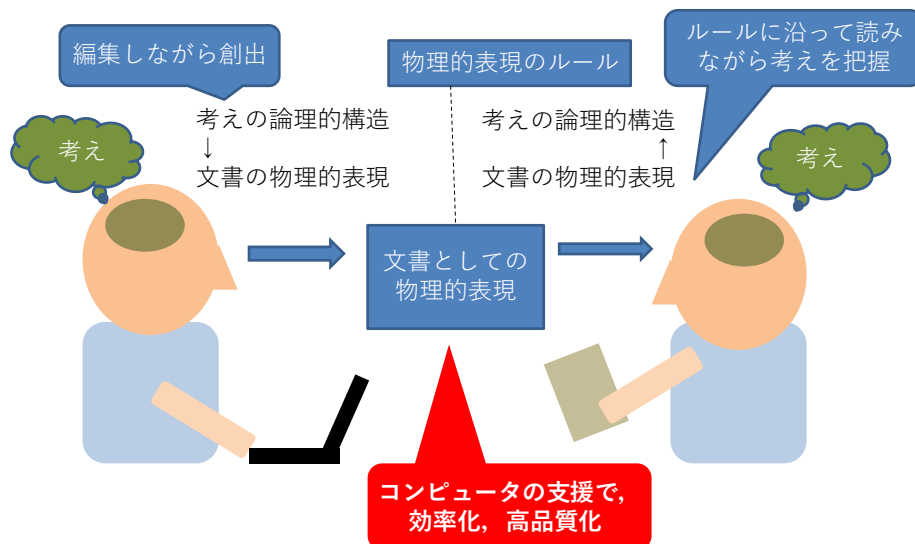 編集しながら創出
物理的表現のルール
ルールに沿って読み
ながら考えを把握
考えの論理的構造
↓
文書の物理的表現
考えの論理的構造
↑
文書の物理的表現
考え
考え
文書としての
物理的表現
コンピュータの支援で，
効率化，高品質化